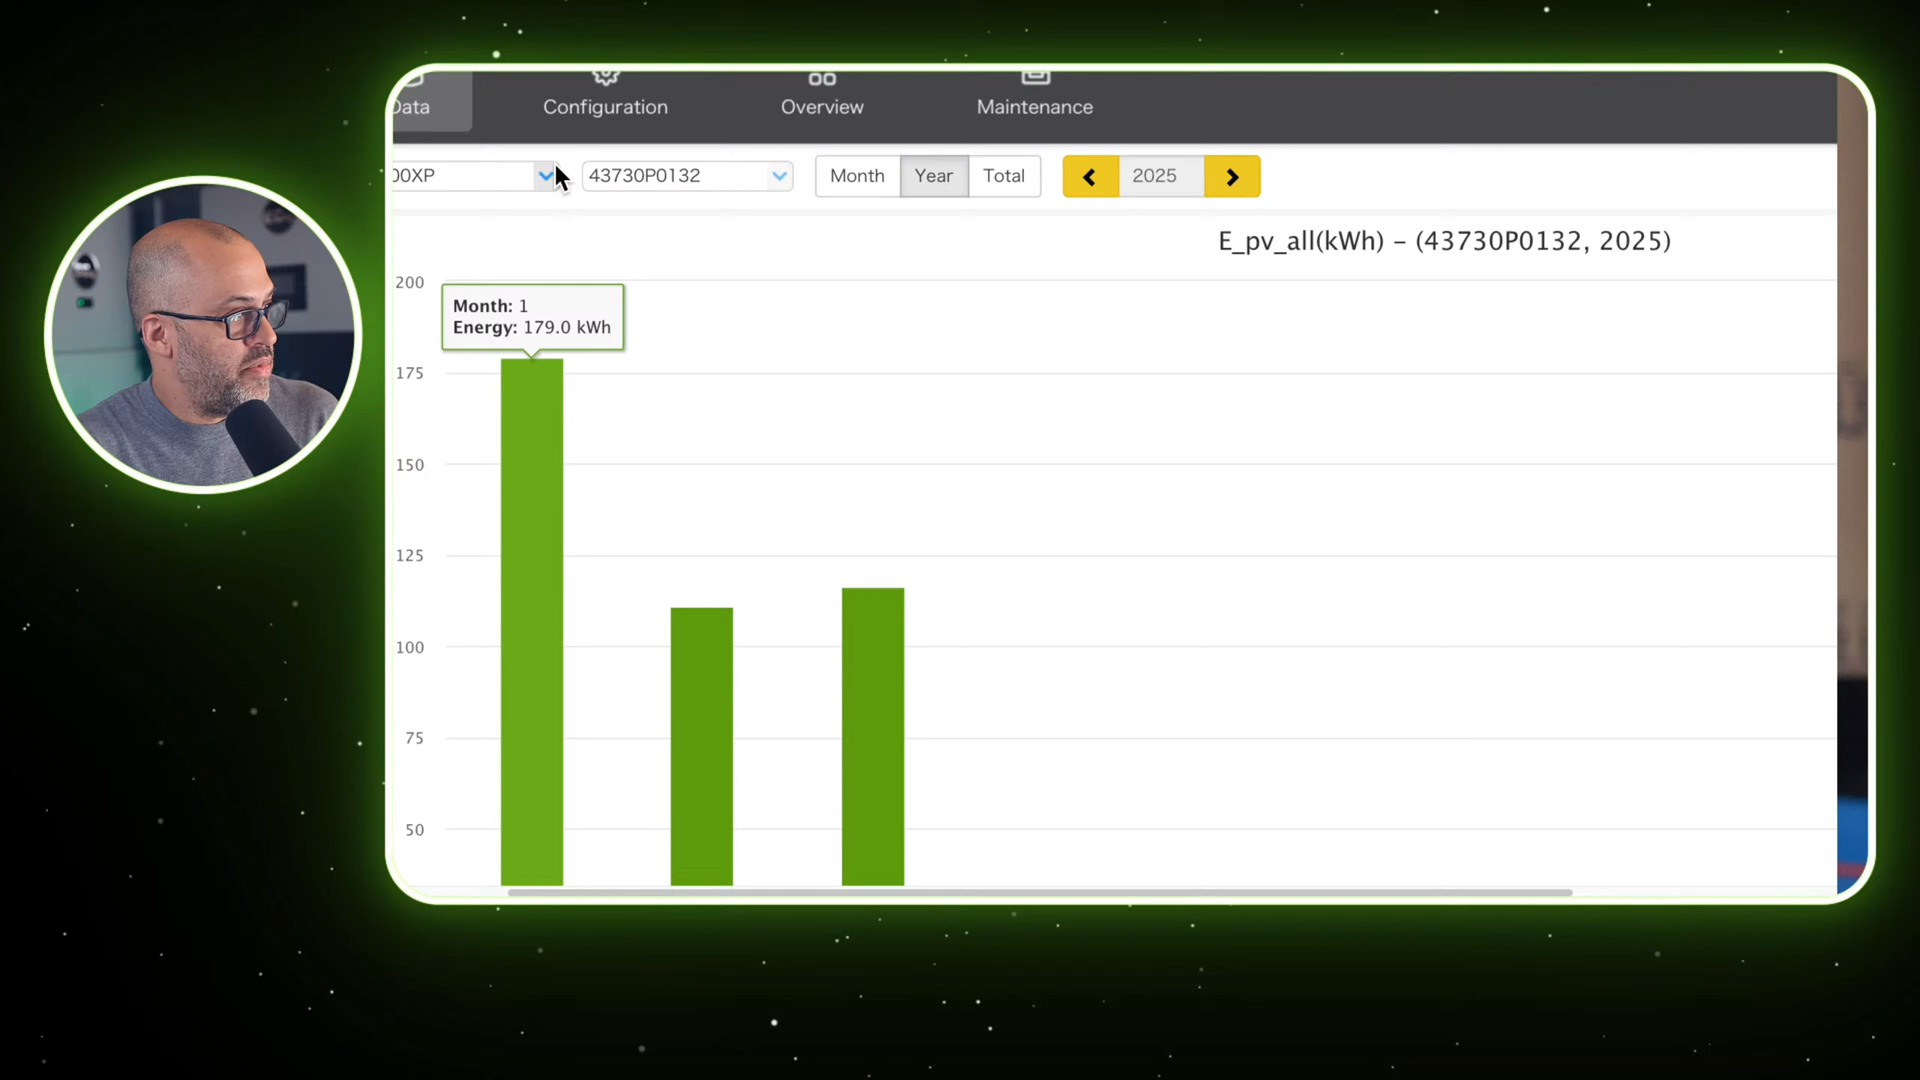 Data
Configuration
Overview
Maintenance
00XP
43730P0132
Month
Year
Total
2025
E_pv_all(kWh) – (43730P0132, 2025)
200
Month: 1
Energy: 179.0 kWh
175
150
125
100
75
50